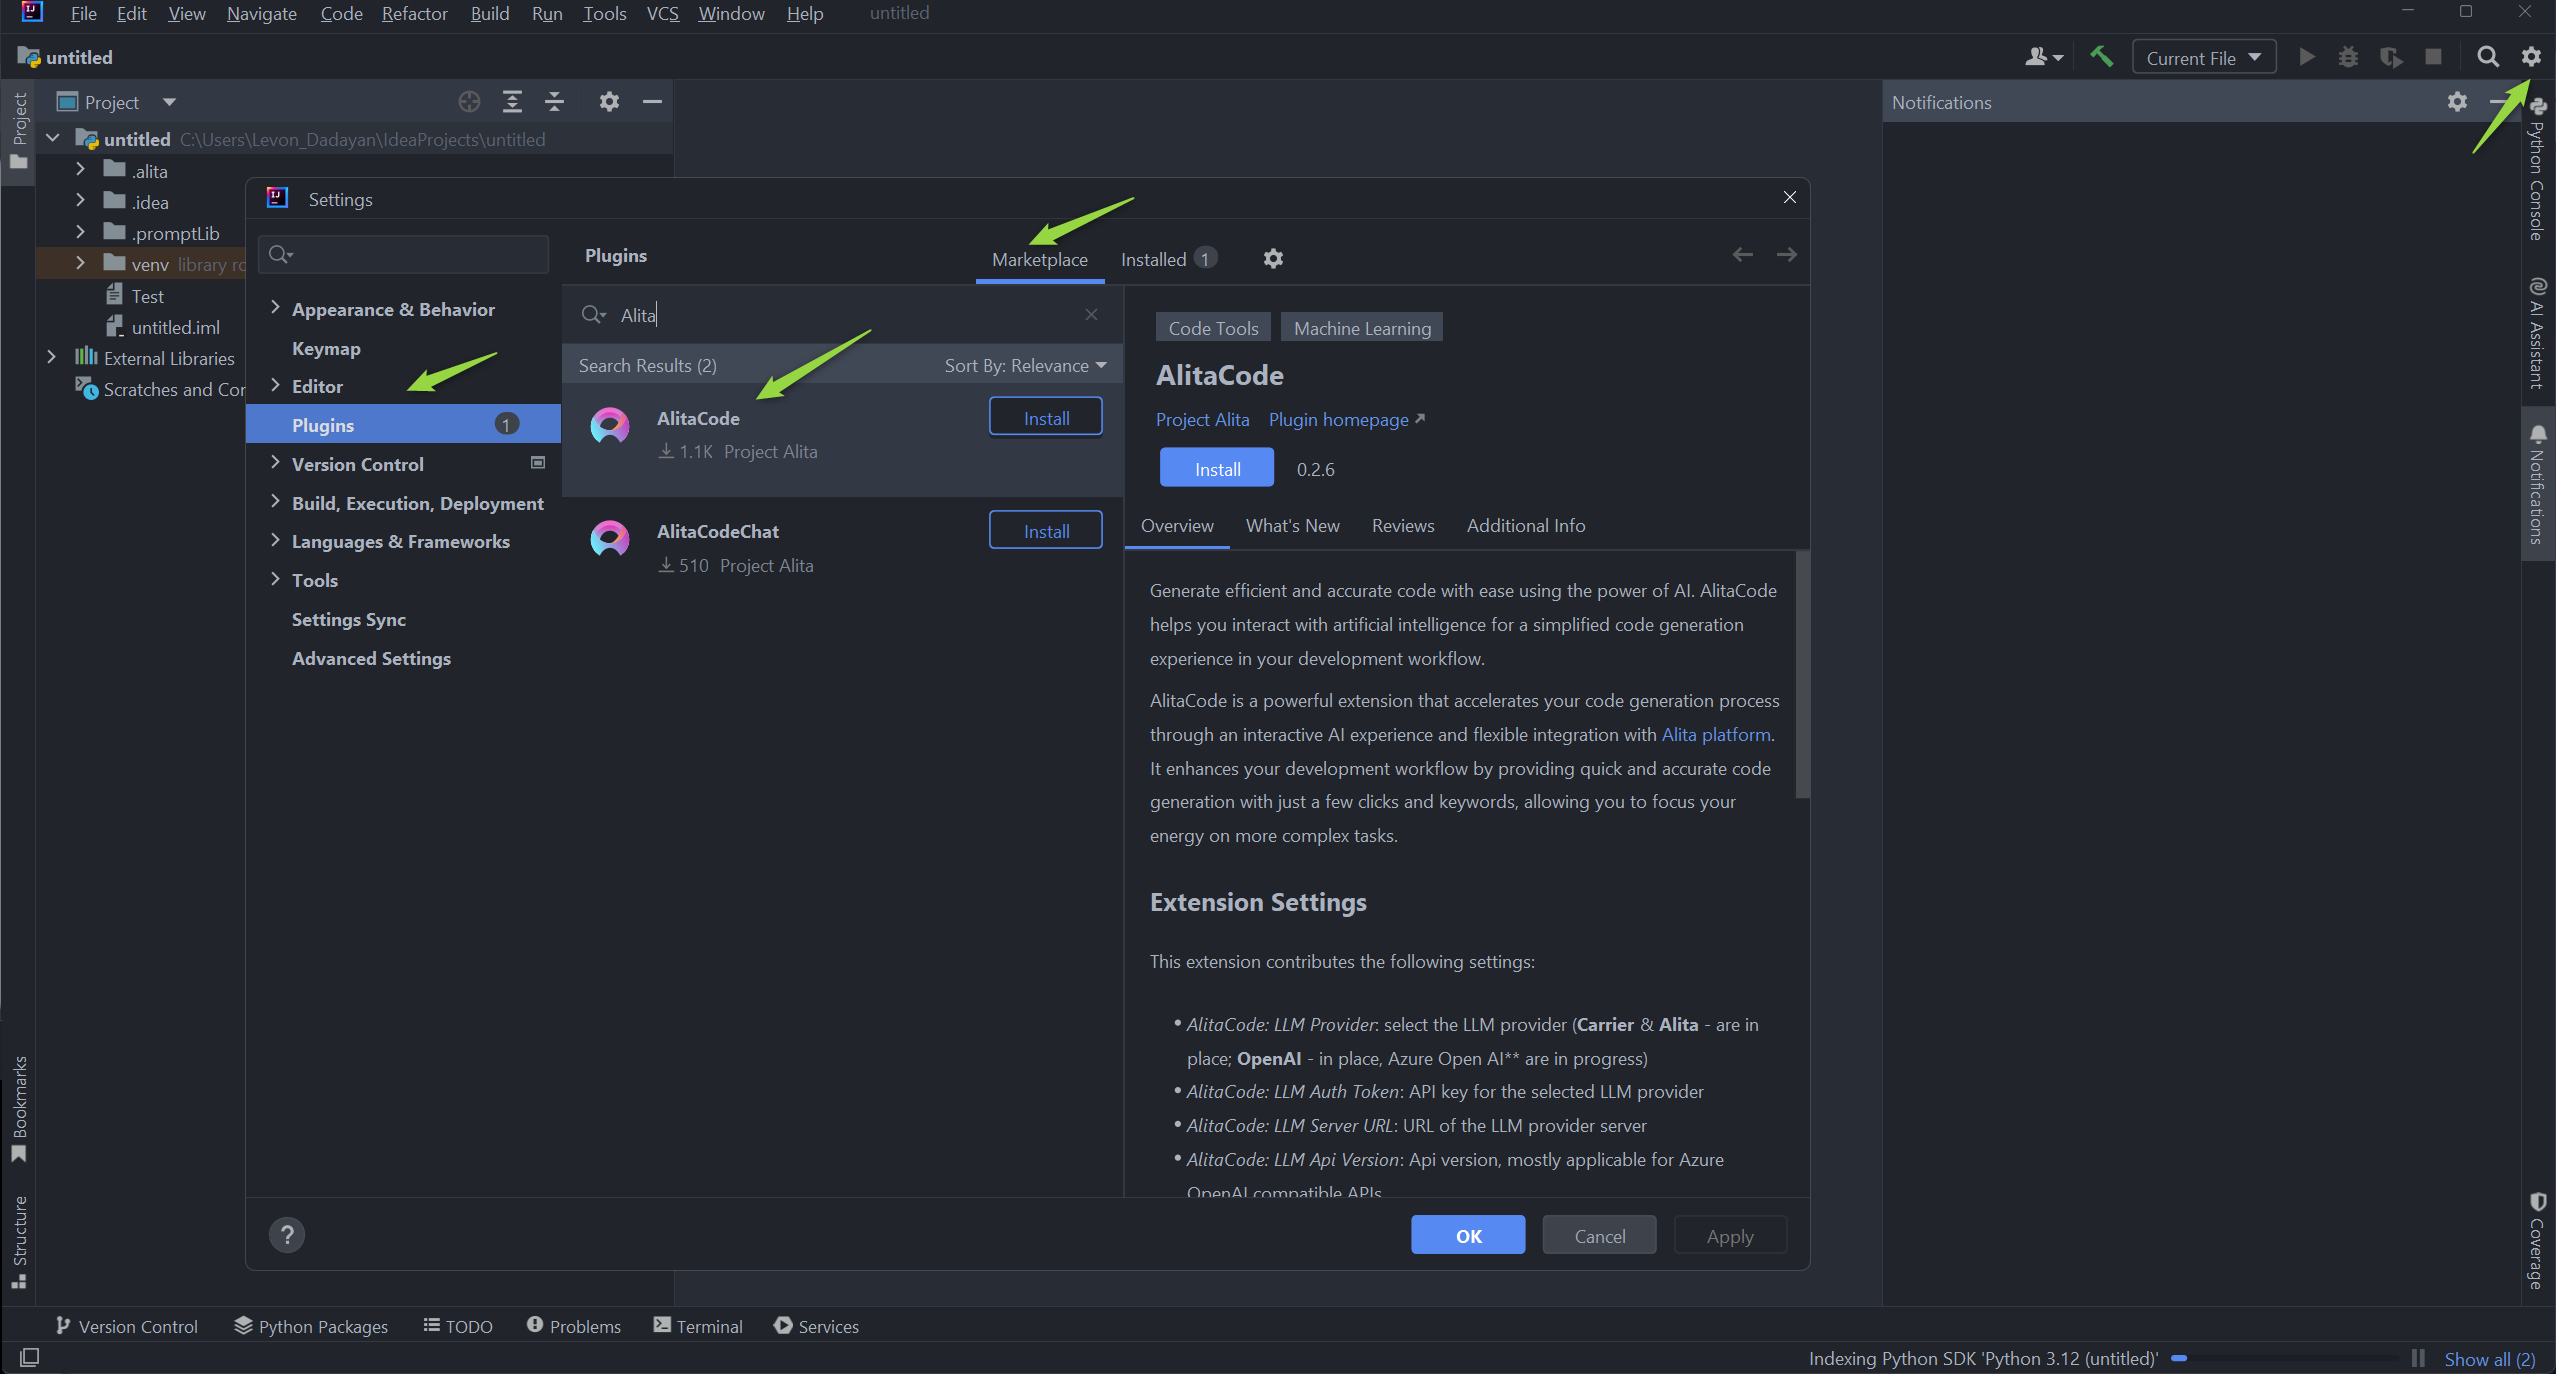 File Edit View Navigate Code Refactor Build Run Tools VCS Window Help untitled
untitled
Current File
Project
Project
untitled C:\Users\Levon_Dadayan\IdeaProjects\untitled
.alita
.idea
.promptLib
venv library
Test
untitled.iml
External Libraries
Scratches and
Bookmarks
Structure
Settings
Appearance & Behavior
Keymap
Editor
Plugins 1
Version Control
Build, Execution, Deployment
Languages & Frameworks
Tools
Settings Sync
Advanced Settings
Plugins
Marketplace
Installed 1
Alita
Search Results (2) Sort By: Relevance
AlitaCode Install
1.1K Project Alita
AlitaCodeChat Install
510 Project Alita
Code Tools Machine Learning
AlitaCode
Project Alita Plugin homepage
Install 0.2.6
Overview What's New Reviews Additional Info
Generate efficient and accurate code with ease using the power of AI. AlitaCode
helps you interact with artificial intelligence for a simplified code generation
experience in your development workflow.
AlitaCode is a powerful extension that accelerates your code generation process
through an interactive AI experience and flexible integration with Alita platform.
It enhances your development workflow by providing quick and accurate code
generation with just a few clicks and keywords, allowing you to focus your
energy on more complex tasks.
Extension Settings
This extension contributes the following settings:
• AlitaCode: LLM Provider: select the LLM provider (Carrier & Alita - are in
place; OpenAI - in place, Azure Open AI** are in progress)
• AlitaCode: LLM Auth Token: API key for the selected LLM provider
• AlitaCode: LLM Server URL: URL of the LLM provider server
• AlitaCode: LLM Api Version: Api version, mostly applicable for Azure
OpenAI compatible APIs
?
OK Cancel Apply
Notifications
Python Console
AI Assistant
Notifications
Coverage
Version Control Python Packages TODO Problems Terminal Services
Indexing Python SDK 'Python 3.12 (untitled)' Show all (2)